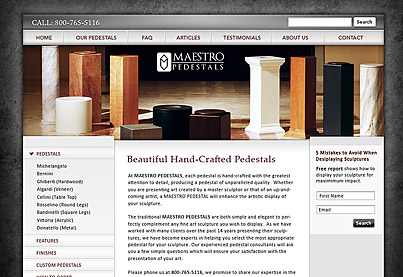 CALL: 800-765-5116
Search
HOME
OUR PEDESTALS
FAQ
ARTICLES
TESTIMONIALS
ABOUT US
CONTACT
MAESTRO
PEDESTALS
PEDESTALS
Michelangelo
Bernini
Ghiberti (Hardwood)
Algardi (Veneer)
Cellini (Table Top)
Rosselino (Round Legs)
Bandinelli (Square Legs)
Vittoria (Acrylic)
Donatello (Metal)
FEATURES
FINISHES
CUSTOM PEDESTALS
HOW TO ORDER
Beautiful Hand-Crafted Pedestals
At MAESTRO PEDESTALS, each pedestal is hand-crafted with the greatest
attention to detail, producing a pedestal of unparaleled quality. Whether
you are presenting art created by a master sculptor or that of an up-and-
coming artist, a MAESTRO PEDESTAL will enhance the artistic display of
your sculpture.
The traditional MAESTRO PEDESTALS are both simple and elegant to per-
fectly complement any fine art sculpture you wish to display. As we have
worked with many clients over the past 14 years presenting their sculp-
tures, we have become experts in helping you select the most appropriate
pedestal for your sculpture. Our experienced pedestal consultants will ask
you a few simple questions which will ensure your satisfaction with the
presentation of your art.
Please phone us at 800-765-5116, we promise to share our expertise in the
5 Mistakes to Avoid When
Desiplaying Sculptures
Free report shows how to
display your sculpture for
maximimum impact.
First Name
Email
Search